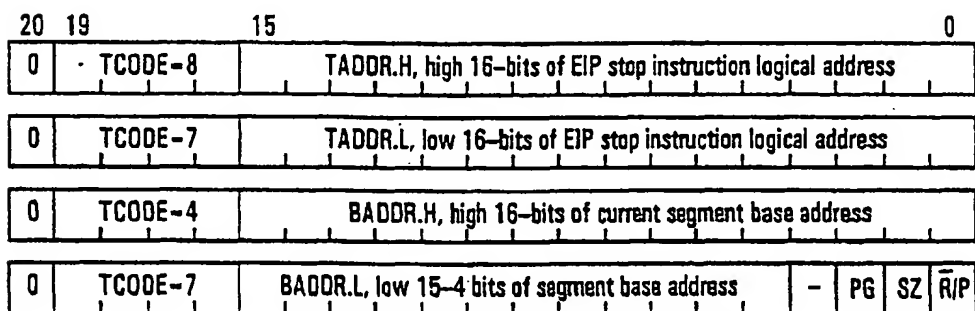 20 19 15 0
0 TCODE-8 TADDR.H, high 16-bits of EIP stop instruction logical address
0 TCODE-7 TADDR.L, low 16-bits of EIP stop instruction logical address
0 TCODE-4 BADDR.H, high 16-bits of current segment base address
0 TCODE-7 BADDR.L, low 15-4 bits of segment base address - PG SZ R̅/P